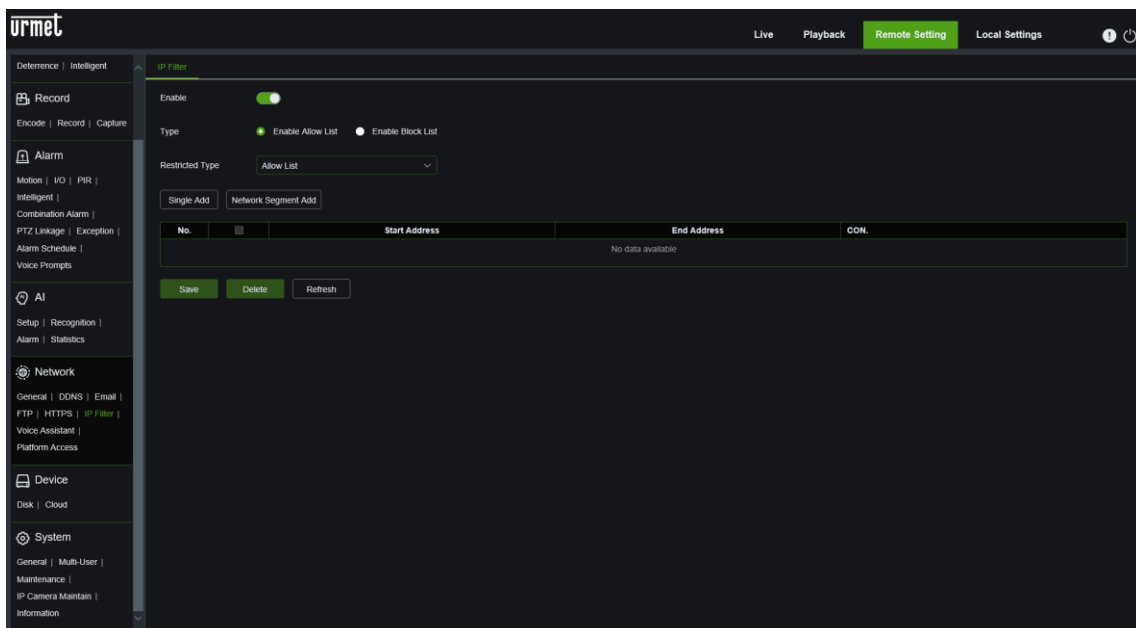 urmet
Live Playback Remote Setting Local Settings
Deterrence | Intelligent
Record
Encode | Record | Capture
Alarm
Motion | I/O | PIR |
Intelligent |
Combination Alarm |
PTZ Linkage | Exception |
Alarm Schedule |
Voice Prompts
AI
Setup | Recognition |
Alarm | Statistics
Network
General | DDNS | Email |
FTP | HTTPS | IP Filter |
Voice Assistant |
Platform Access
Device
Disk | Cloud
System
General | Multi-User |
Maintenance |
IP Camera Maintain |
Information
IP Filter
Enable
Type Enable Allow List Enable Block List
Restricted Type Allow List
Single Add Network Segment Add
No. Start Address End Address CON.
No data available
Save Delete Refresh